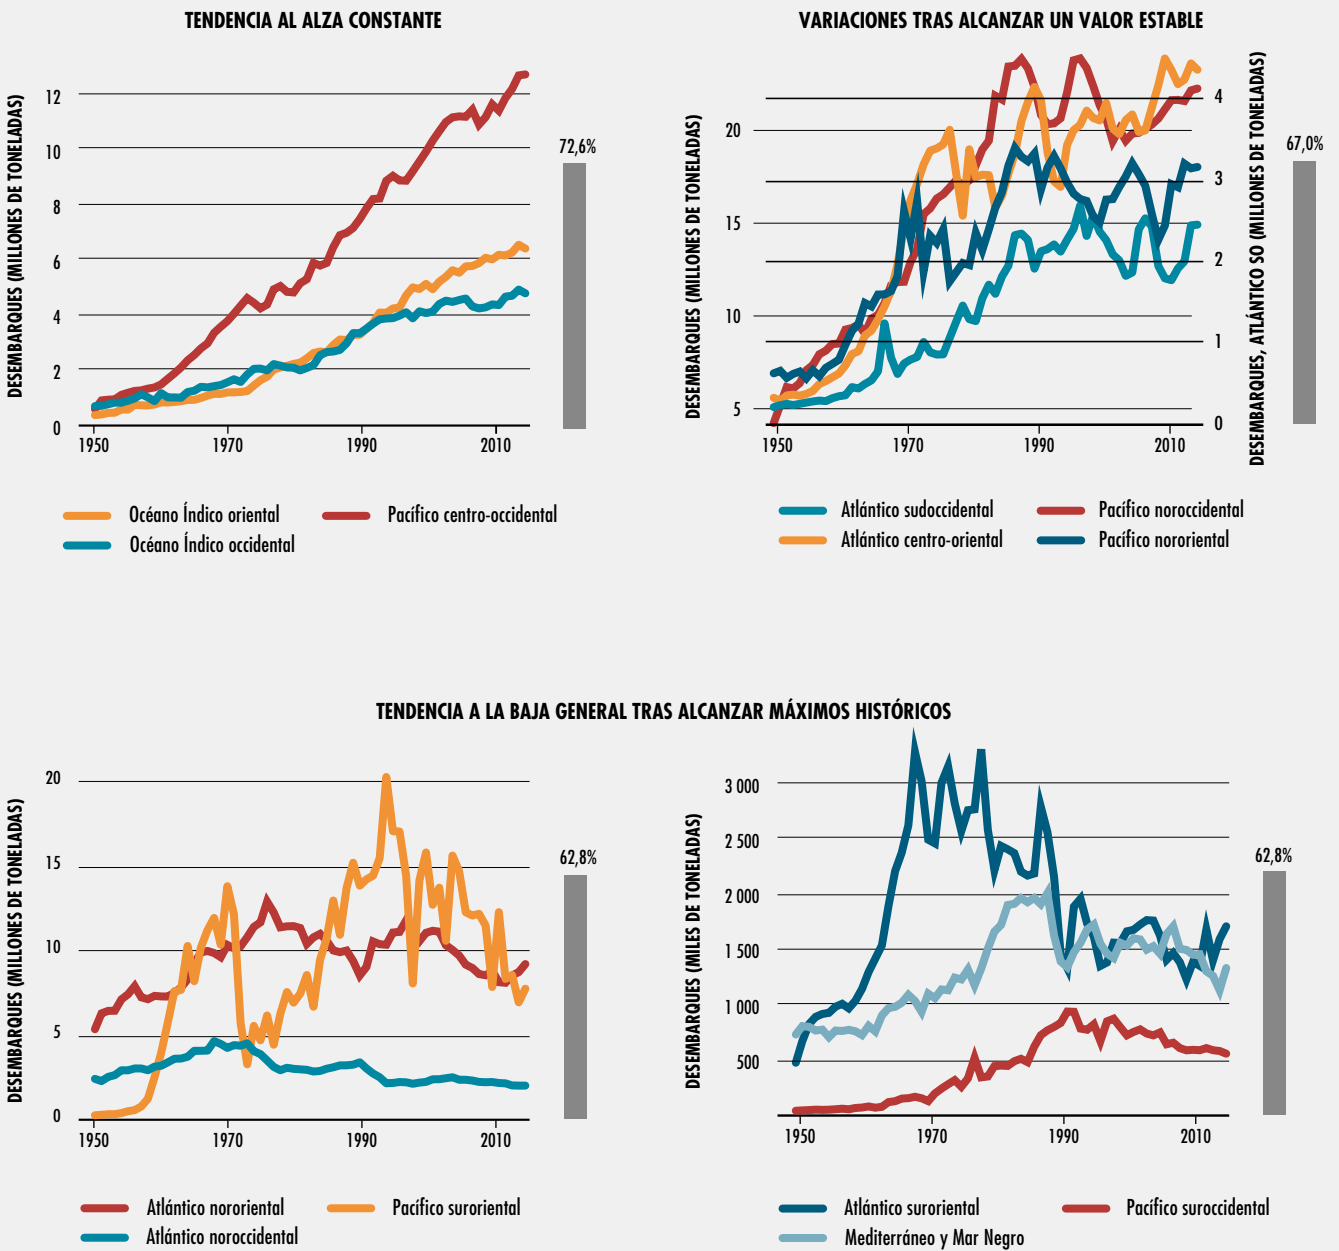 TENDENCIA AL ALZA CONSTANTE
DESEMBARQUES (MILLONES DE TONELADAS)
12
10
8
6
4
2
0
1950
1970
1990
2010
72,6%
Océano Índico oriental
Pacífico centro-occidental
Océano Índico occidental
VARIACIONES TRAS ALCANZAR UN VALOR ESTABLE
DESEMBARQUES (MILLONES DE TONELADAS)
20
15
10
5
4
3
2
1
0
DESEMBARQUES, ATLÁNTICO SO (MILLONES DE TONELADAS)
1950
1970
1990
2010
67,0%
Atlántico sudoccidental
Pacífico noroccidental
Atlántico centro-oriental
Pacífico nororiental
TENDENCIA A LA BAJA GENERAL TRAS ALCANZAR MÁXIMOS HISTÓRICOS
DESEMBARQUES (MILLONES DE TONELADAS)
20
15
10
5
0
1950
1970
1990
2010
62,8%
Atlántico nororiental
Pacífico suroriental
Atlántico noroccidental
DESEMBARQUES (MILES DE TONELADAS)
3 000
2 500
2 000
1 500
1 000
500
1950
1970
1990
2010
62,8%
Atlántico suroriental
Pacífico suroccidental
Mediterráneo y Mar Negro